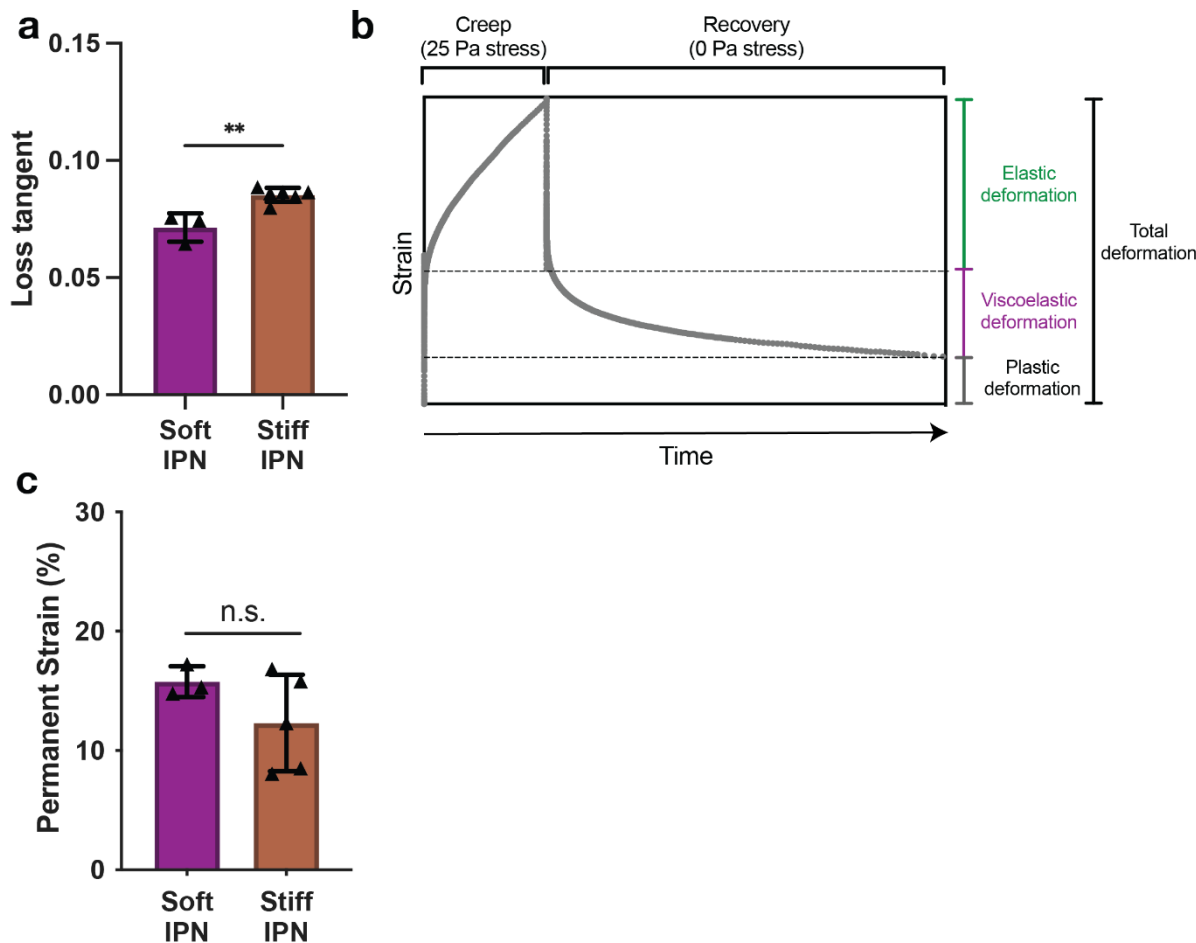 a
0.15
0.10
0.05
0.00
Loss tangent
**
Soft
IPN
Stiff
IPN
b
Creep
(25 Pa stress)
Recovery
(0 Pa stress)
Strain
Time
Elastic
deformation
Viscoelastic
deformation
Plastic
deformation
Total
deformation
c
30
20
10
0
Permanent Strain (%)
n.s.
Soft
IPN
Stiff
IPN